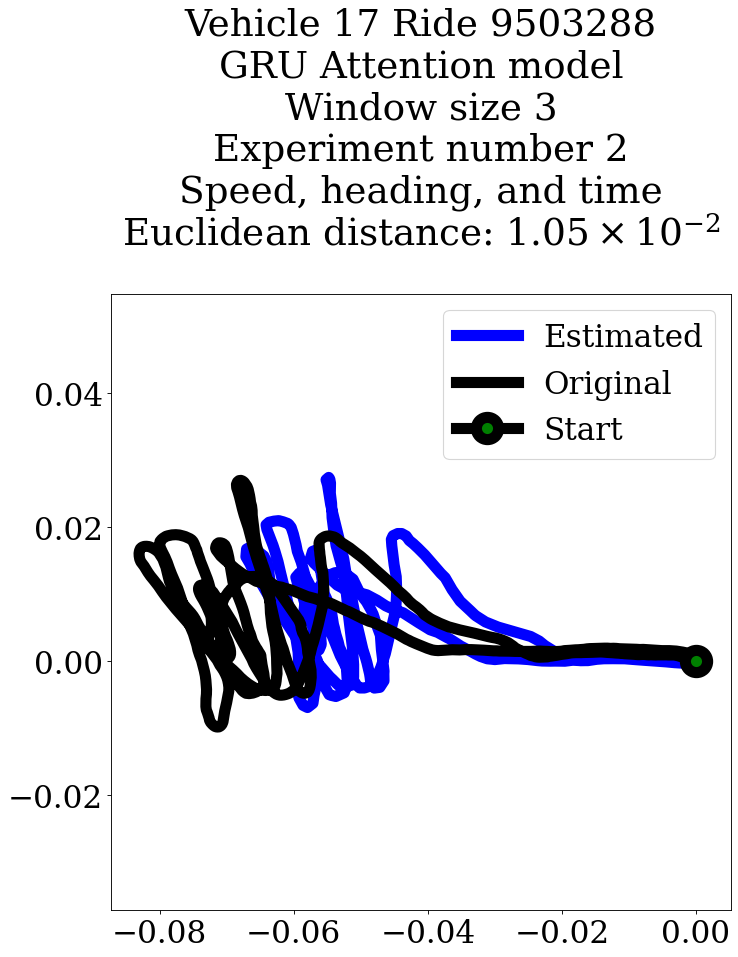 Vehicle 17 Ride 9503288
GRU Attention model
Window size 3
Experiment number 2
Speed, heading, and time
Euclidean distance: 1.05 × 10⁻²
Estimated
Original
Start
0.04
0.02
0.00
−0.02
−0.08 −0.06 −0.04 −0.02 0.00